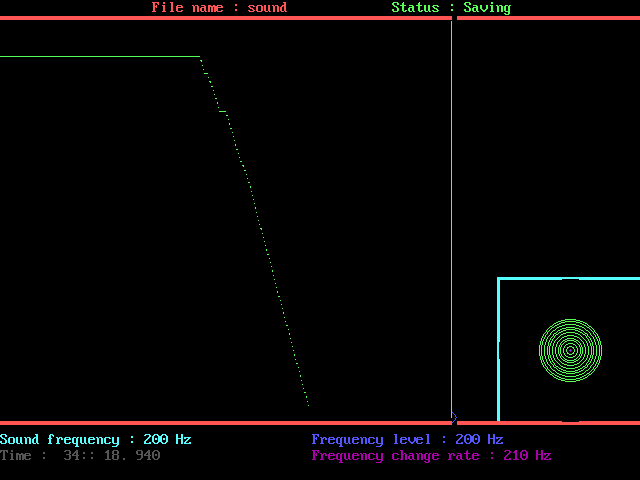 File name : sound Status : Saving
Sound frequency : 200 Hz Frequency level : 200 Hz
Time : 34:: 18. 940 Frequency change rate : 210 Hz